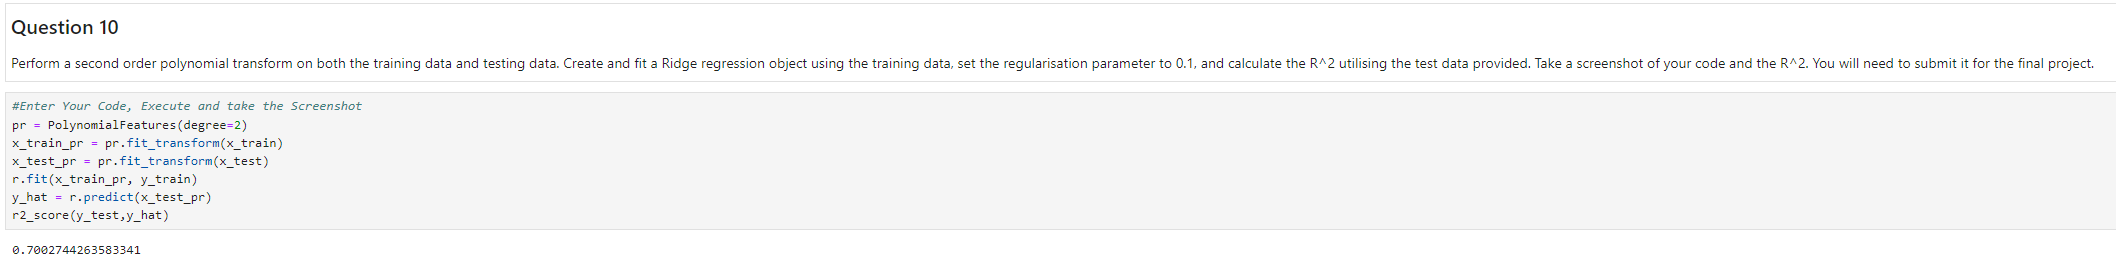 Question 10
Perform a second order polynomial transform on both the training data and testing data. Create and fit a Ridge regression object using the training data, set the regularisation parameter to 0.1, and calculate the R^2 utilising the test data provided. Take a screenshot of your code and the R^2. You will need to submit it for the final project.
#Enter Your Code, Execute and take the Screenshot
pr = PolynomialFeatures(degree=2)
x_train_pr = pr.fit_transform(x_train)
x_test_pr = pr.fit_transform(x_test)
r.fit(x_train_pr, y_train)
y_hat = r.predict(x_test_pr)
r2_score(y_test,y_hat)
0.7002744263583341